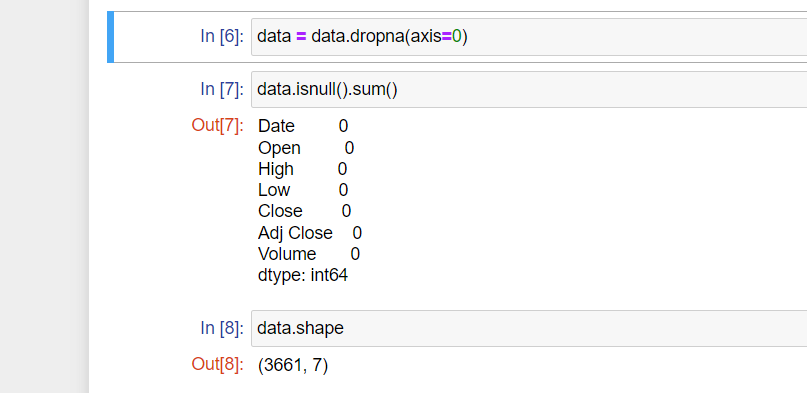 In [6]: data = data.dropna(axis=0)
In [7]: data.isnull().sum()
Out[7]: Date 0
Open 0
High 0
Low 0
Close 0
Adj Close 0
Volume 0
dtype: int64
In [8]: data.shape
Out[8]: (3661, 7)